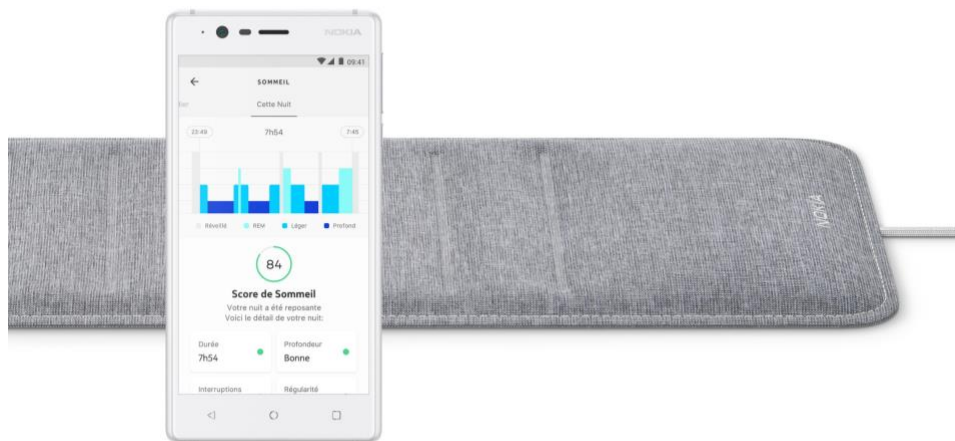 NOKIA
09:41
SOMMEIL
Cette Nuit
23:49
7h54
7:45
Réveillé
REM
Léger
Profond
84
Score de Sommeil
Votre nuit a été reposante
Voici le détail de votre nuit:
Durée
7h54
Profondeur
Bonne
Interruptions
Régularité
NOKIA